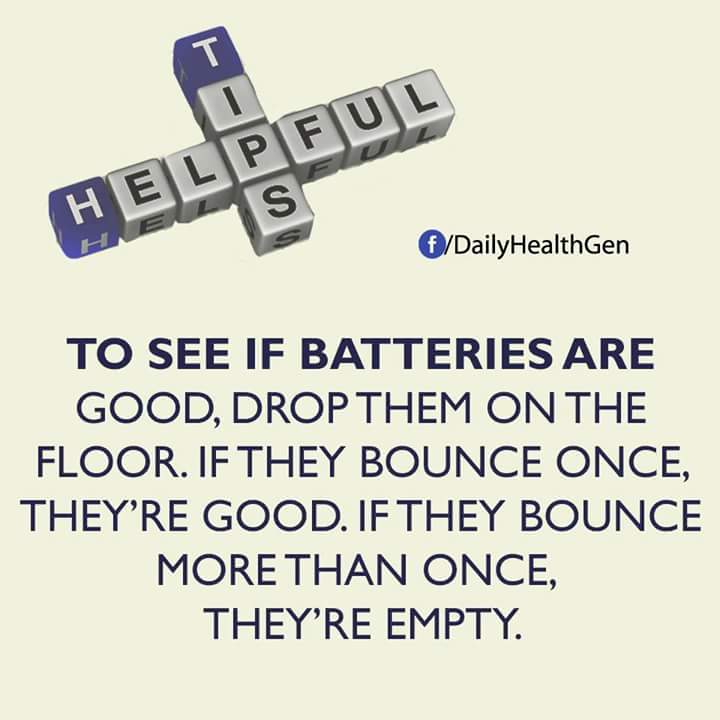 TIPS
HELPFUL
f/DailyHealthGen
TO SEE IF BATTERIES ARE
GOOD, DROP THEM ON THE
FLOOR. IF THEY BOUNCE ONCE,
THEY'RE GOOD. IF THEY BOUNCE
MORE THAN ONCE,
THEY'RE EMPTY.